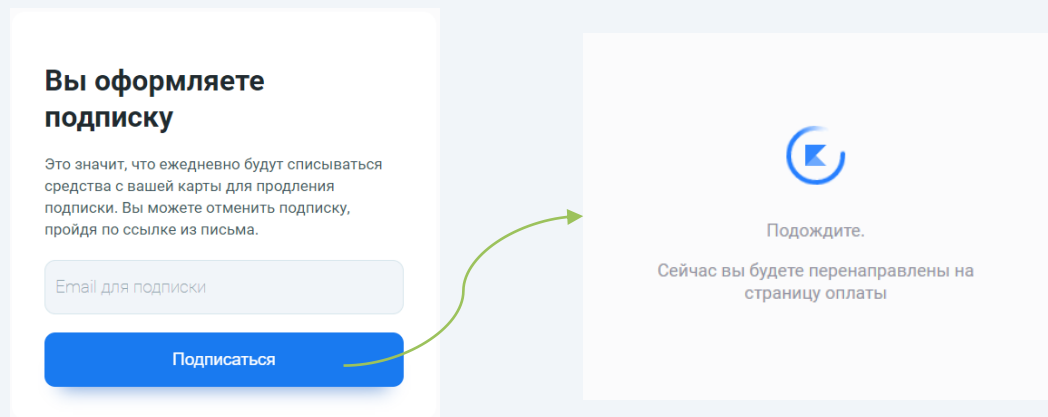 Вы оформляете
подписку
Это значит, что ежедневно будут списываться
средства с вашей карты для продления
подписки. Вы можете отменить подписку,
пройдя по ссылке из письма.
Email для подписки
Подписаться
Подождите.
Сейчас вы будете перенаправлены на
страницу оплаты